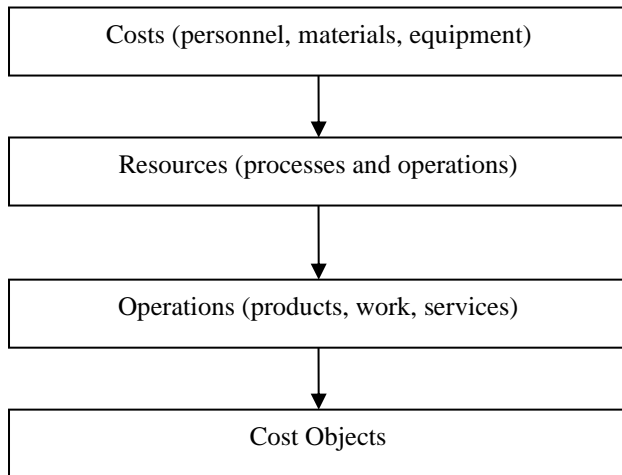 Costs (personnel, materials, equipment)
Resources (processes and operations)
Operations (products, work, services)
Cost Objects